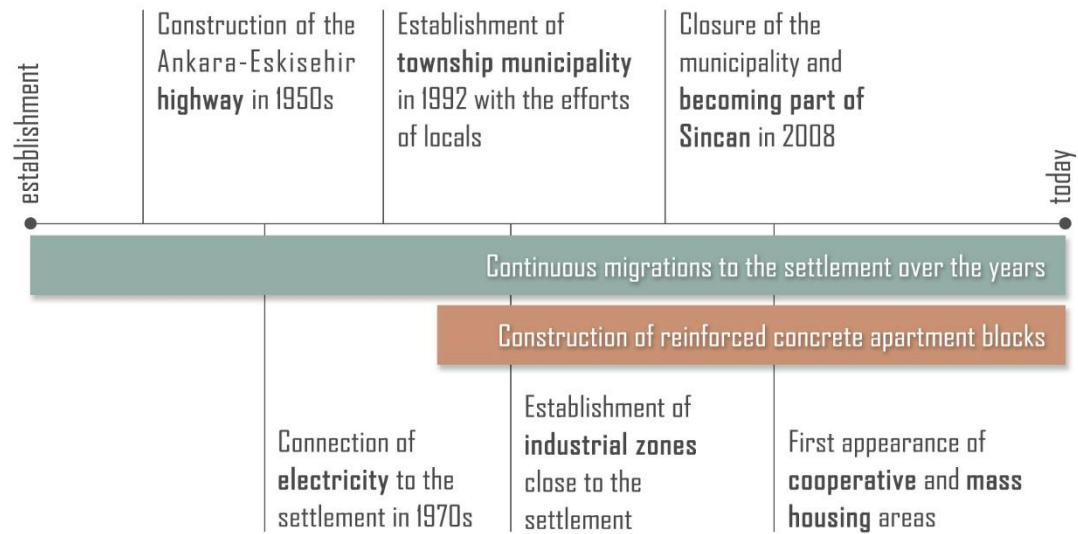 establishment
Construction of the
Ankara-Eskisehir
highway in 1950s
Establishment of
township municipality
in 1992 with the efforts
of locals
Closure of the
municipality and
becoming part of
Sincan in 2008
today
Continuous migrations to the settlement over the years
Construction of reinforced concrete apartment blocks
Connection of
electricity to the
settlement in 1970s
Establishment of
industrial zones
close to the
settlement
First appearance of
cooperative and mass
housing areas